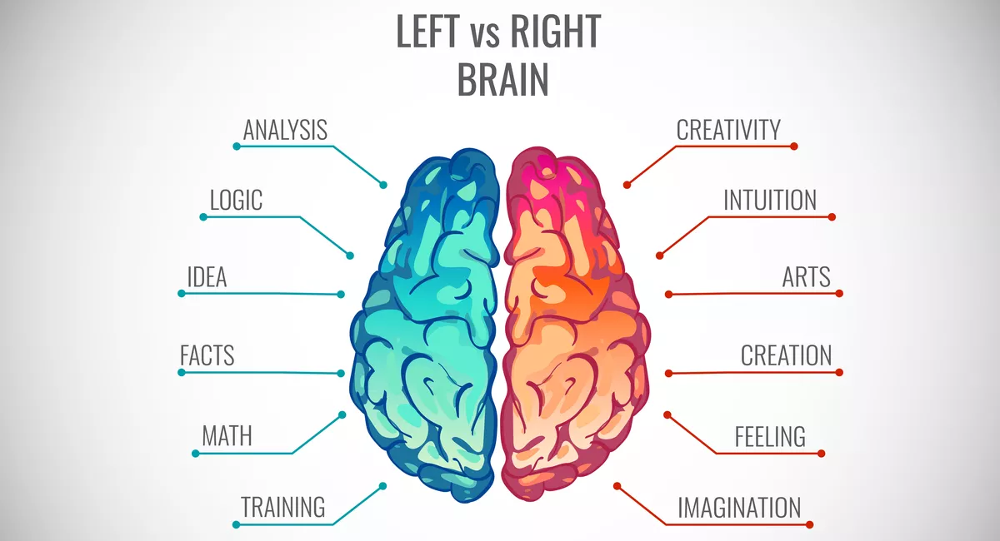 LEFT vs RIGHT
BRAIN
ANALYSIS
LOGIC
IDEA
FACTS
MATH
TRAINING
CREATIVITY
INTUITION
ARTS
CREATION
FEELING
IMAGINATION